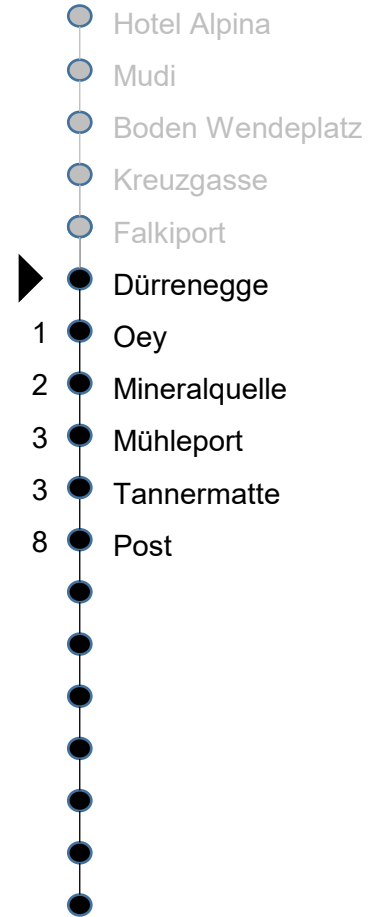 Hotel Alpina
Mudi
Boden Wendeplatz
Kreuzgasse
Falkiport
Dürrenegge
1 Oey
2 Mineralquelle
3 Mühleport
3 Tannermatte
8 Post